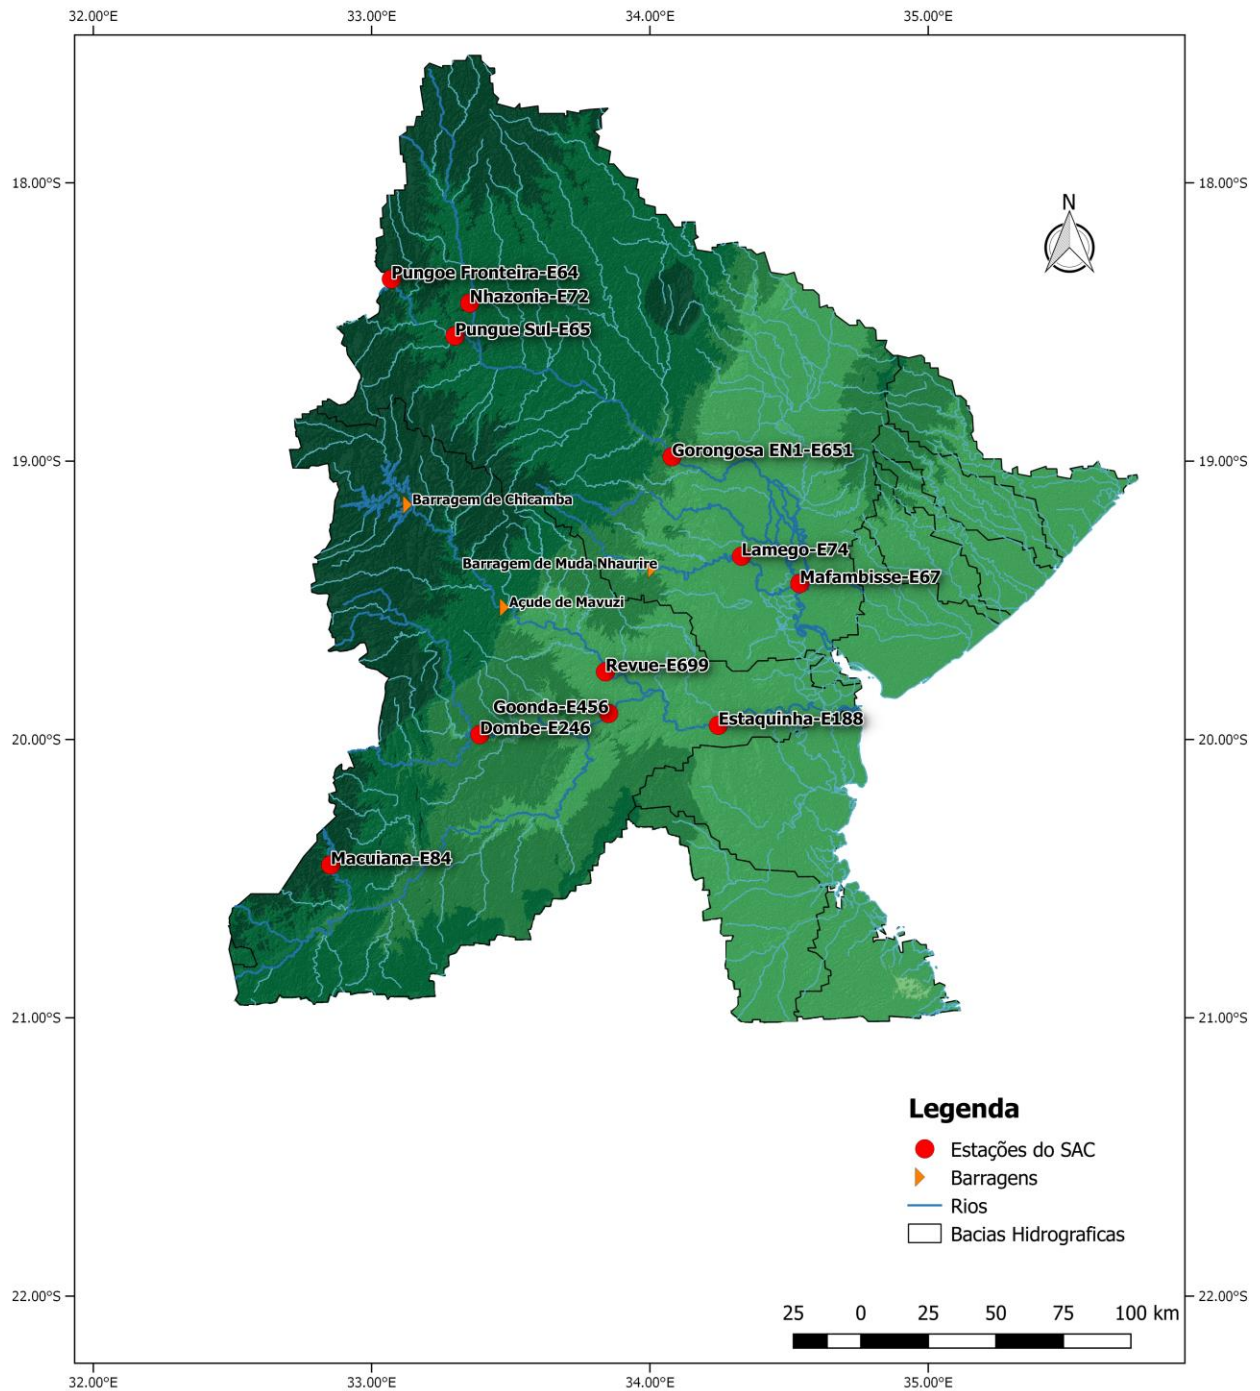 32.00°E 33.00°E 34.00°E 35.00°E
18.00°S 18.00°S
N
Pungoe Fronteira-E64
Nhazonia-E72
Pungue Sul-E65
Gorongosa EN1-E651
19.00°S 19.00°S
Barragem de Chicamba
Lamego-E74
Barragem de Muda Nhaurire
Mafambisse-E67
Açude de Mavuzi
Revue-E699
Goonda-E456
Estaquinha-E188
Dombe-E246
20.00°S 20.00°S
Macuiana-E84
21.00°S 21.00°S
Legenda
Estações do SAC
Barragens
Rios
Bacias Hidrograficas
22.00°S 22.00°S
25 0 25 50 75 100 km
32.00°E 33.00°E 34.00°E 35.00°E